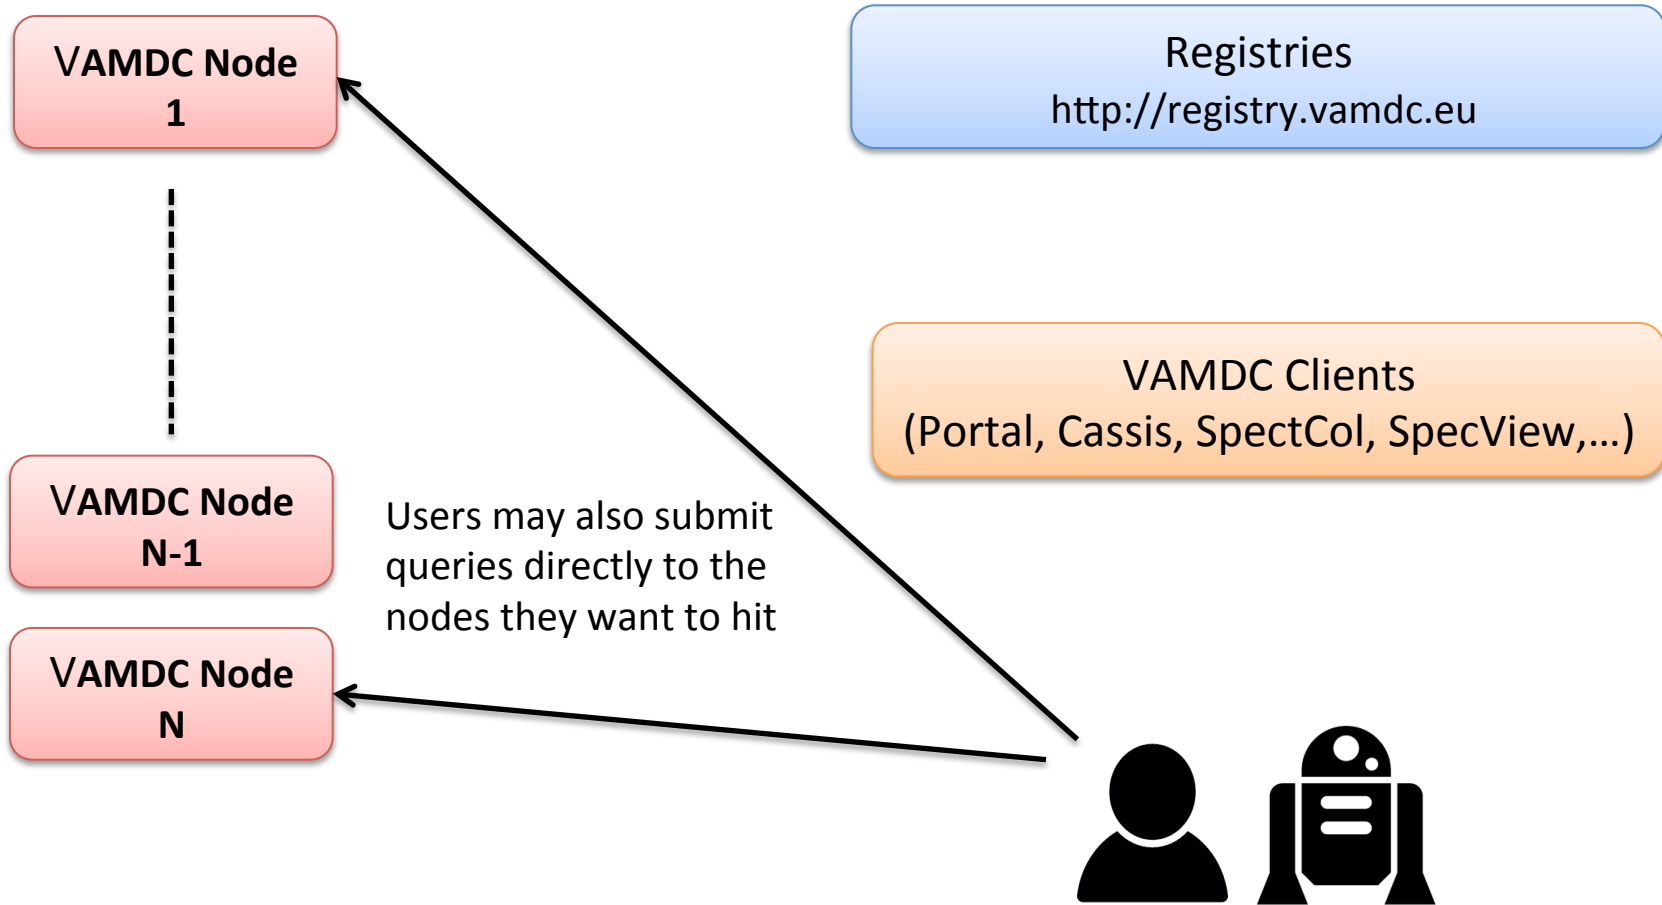 VAMDC Node
1
Registries
http://registry.vamdc.eu
VAMDC Clients
(Portal, Cassis, SpectCol, SpecView,...)
VAMDC Node
N-1
Users may also submit
queries directly to the
nodes they want to hit
VAMDC Node
N